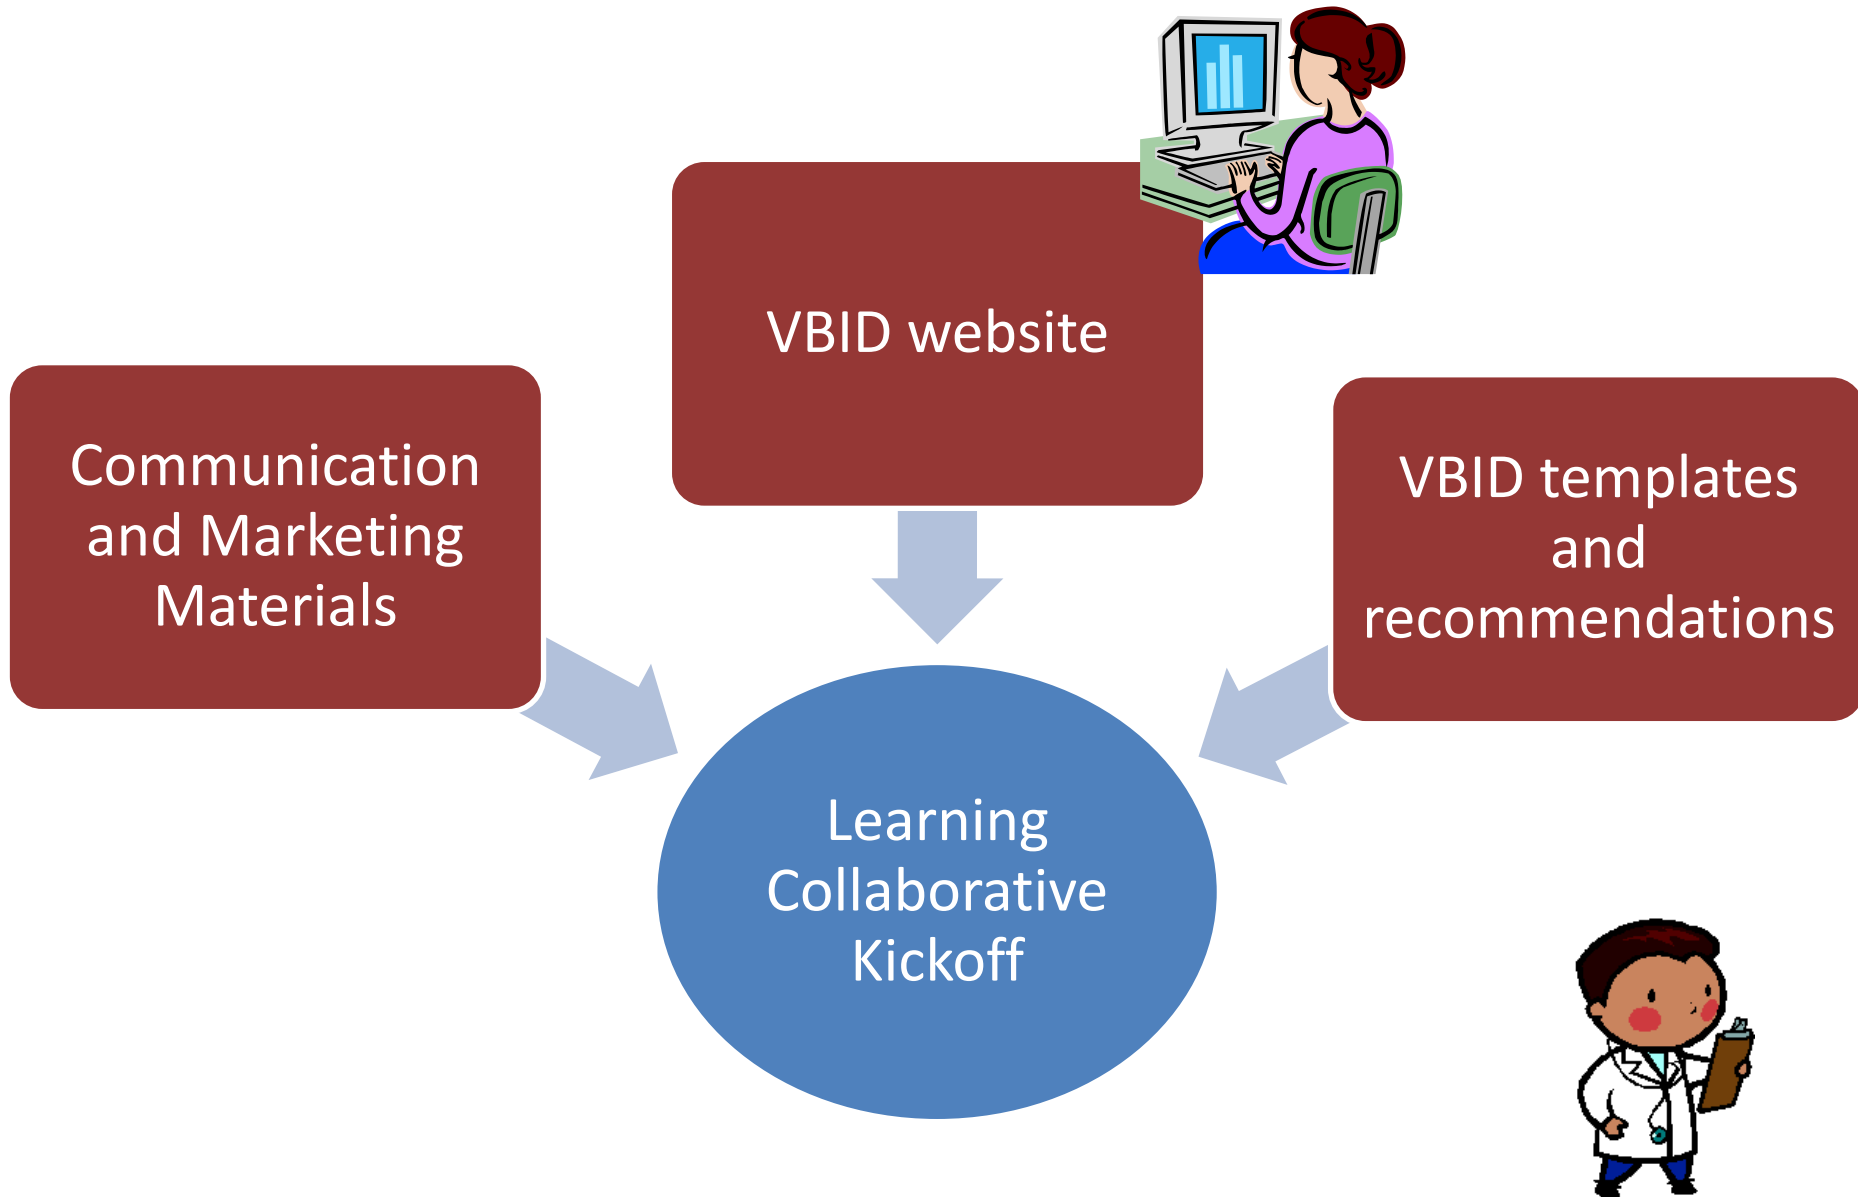 Communication
and Marketing
Materials
VBID website
VBID templates
and
recommendations
Learning
Collaborative
Kickoff